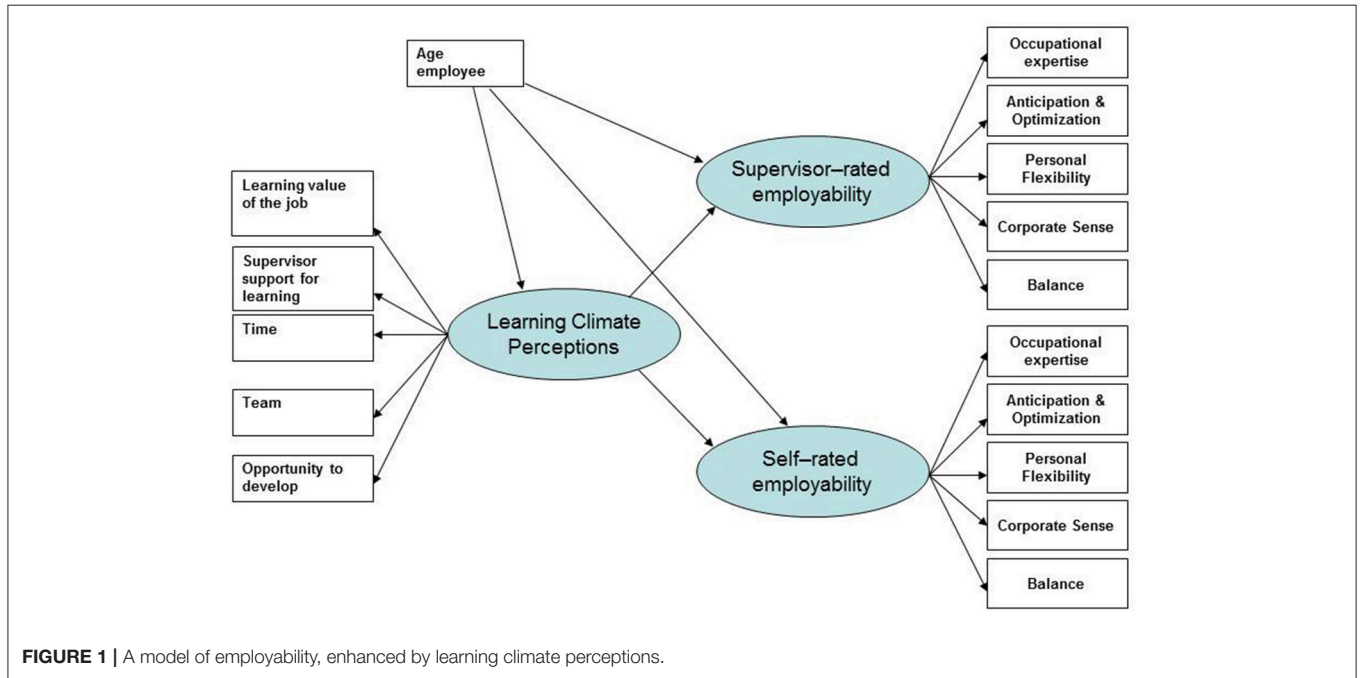 Age
employee
Learning value
of the job
Supervisor
support for
learning
Time
Team
Opportunity to
develop
Learning Climate
Perceptions
Supervisor–rated
employability
Self–rated
employability
Occupational
expertise
Anticipation &
Optimization
Personal
Flexibility
Corporate Sense
Balance
Occupational
expertise
Anticipation &
Optimization
Personal
Flexibility
Corporate Sense
Balance
FIGURE 1 | A model of employability, enhanced by learning climate perceptions.